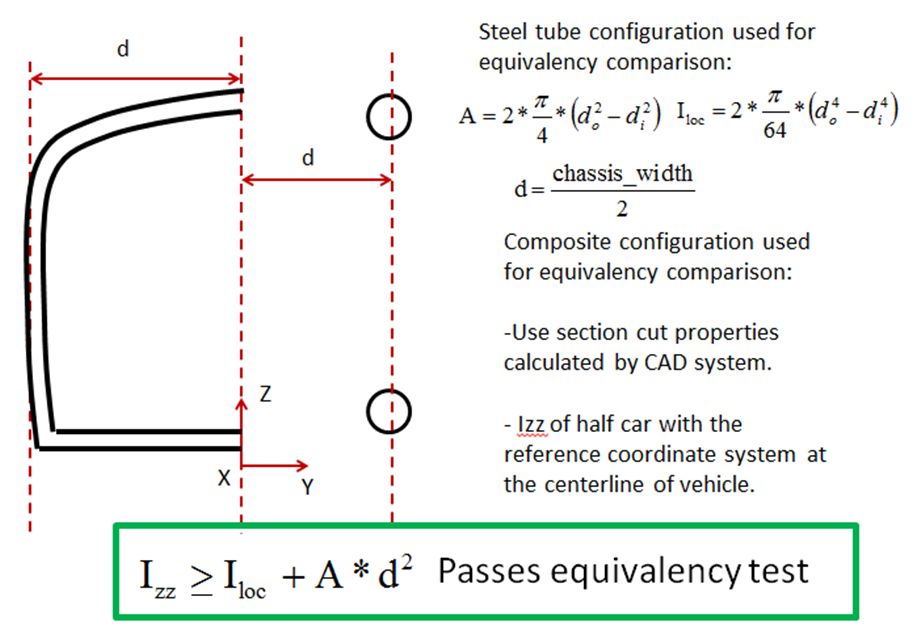 d
d
Z
X
Y
Steel tube configuration used for
equivalency comparison:
A = 2 * π/4 * (d_o^2 − d_i^2) I_loc = 2 * π/64 * (d_o^4 − d_i^4)
d = chassis_width / 2
Composite configuration used
for equivalency comparison:
-Use section cut properties
calculated by CAD system.
- Izz of half car with the
reference coordinate system at
the centerline of vehicle.
I_zz ≥ I_loc + A * d^2 Passes equivalency test